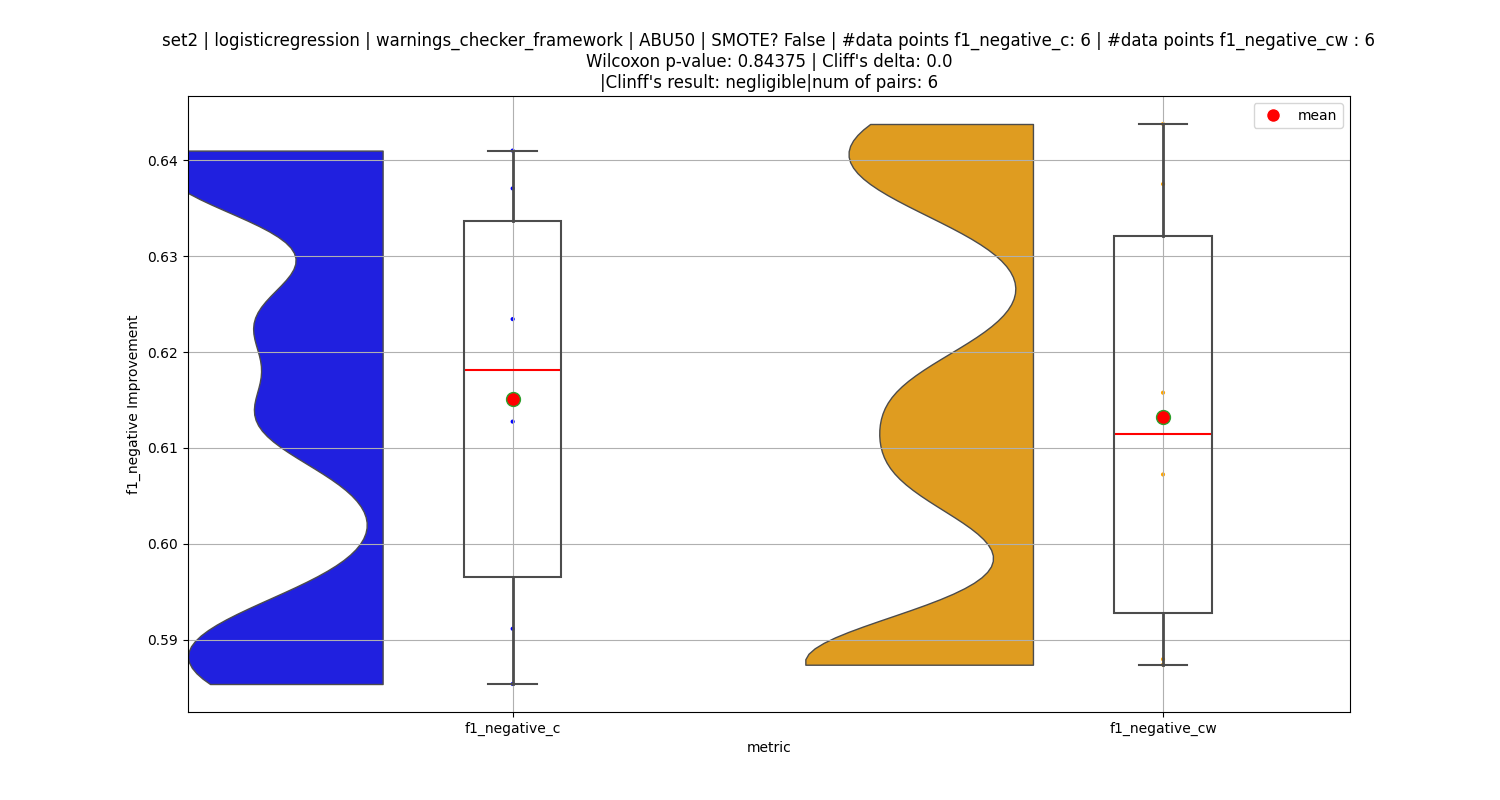 set2 | logisticregression | warnings_checker_framework | ABU50 | SMOTE? False | #data points f1_negative_c: 6 | #data points f1_negative_cw : 6
Wilcoxon p-value: 0.84375 | Cliff's delta: 0.0
|Clinff's result: negligible|num of pairs: 6
mean
0.64
0.63
0.62
0.61
0.60
0.59
f1_negative Improvement
f1_negative_c
f1_negative_cw
metric